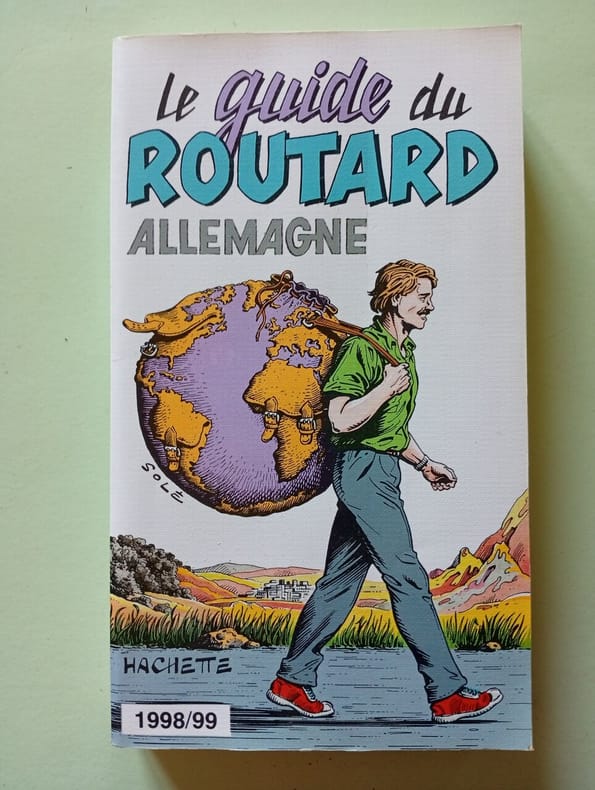 Le guide du
ROUTARD
ALLEMAGNE
SOLÉ
HACHETTE
1998/99